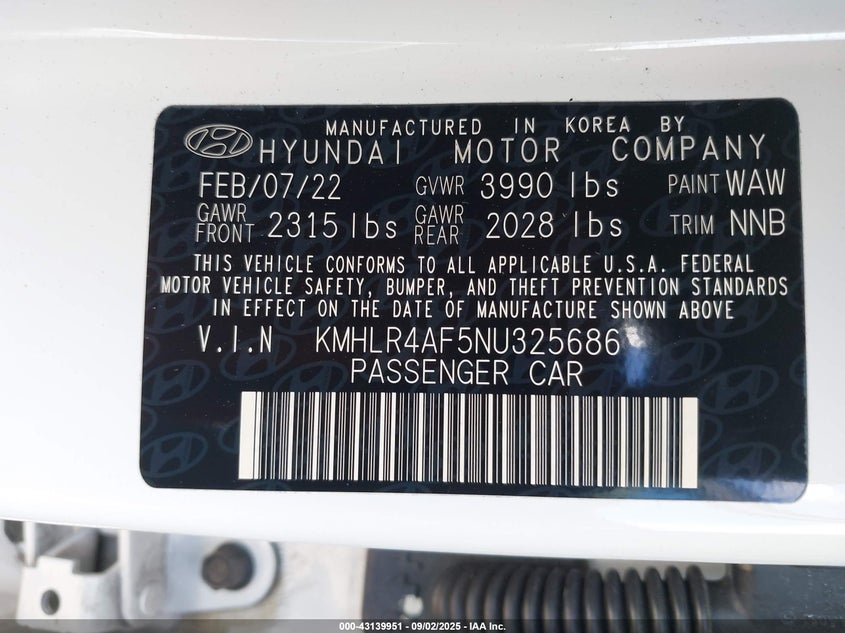 MANUFACTURED IN KOREA BY
HYUNDAI MOTOR COMPANY
FEB/07/22 GVWR 3990 lbs PAINT WAW
GAWR FRONT 2315 lbs GAWR REAR 2028 lbs TRIM NNB
THIS VEHICLE CONFORMS TO ALL APPLICABLE U.S.A. FEDERAL
MOTOR VEHICLE SAFETY, BUMPER, AND THEFT PREVENTION STANDARDS
IN EFFECT ON THE DATE OF MANUFACTURE SHOWN ABOVE
V.I.N KMHLR4AF5NU325686
PASSENGER CAR
000-43139951 - 09/02/2025 - IAA Inc.